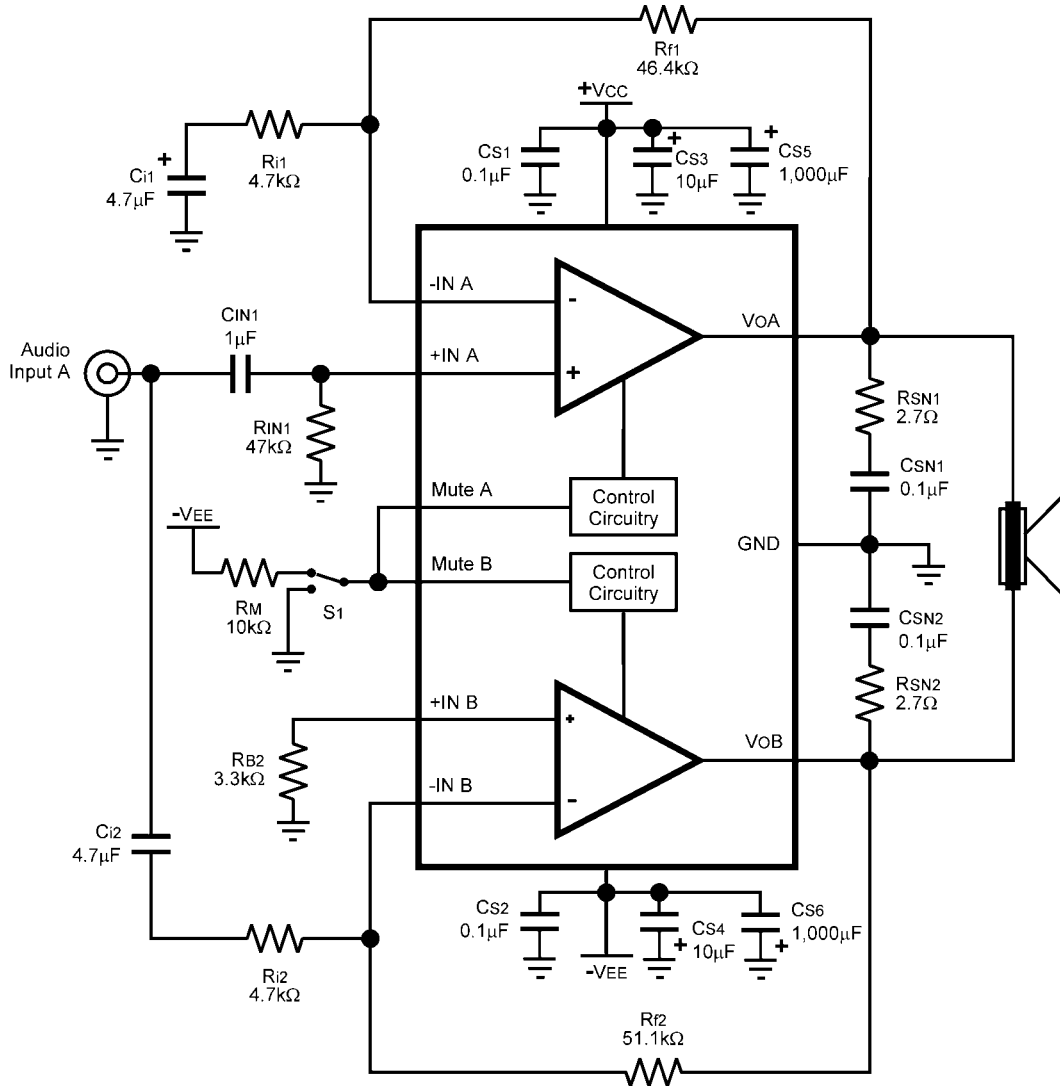 Rf1
46.4kΩ
+VCC
CS1
0.1µF
+
CS3
10µF
+
CS5
1,000µF
+
Ci1
4.7µF
Ri1
4.7kΩ
-IN A
-
VOA
CIN1
1µF
Audio
Input A
+IN A
+
RIN1
47kΩ
RSN1
2.7Ω
CSN1
0.1µF
Mute A
Control
Circuitry
-VEE
GND
Mute B
Control
Circuitry
RM
10kΩ
S1
CSN2
0.1µF
RSN2
2.7Ω
+IN B
+
VOB
RB2
3.3kΩ
-IN B
-
Ci2
4.7µF
CS2
0.1µF
CS4
10µF
+
CS6
1,000µF
+
-VEE
Ri2
4.7kΩ
Rf2
51.1kΩ